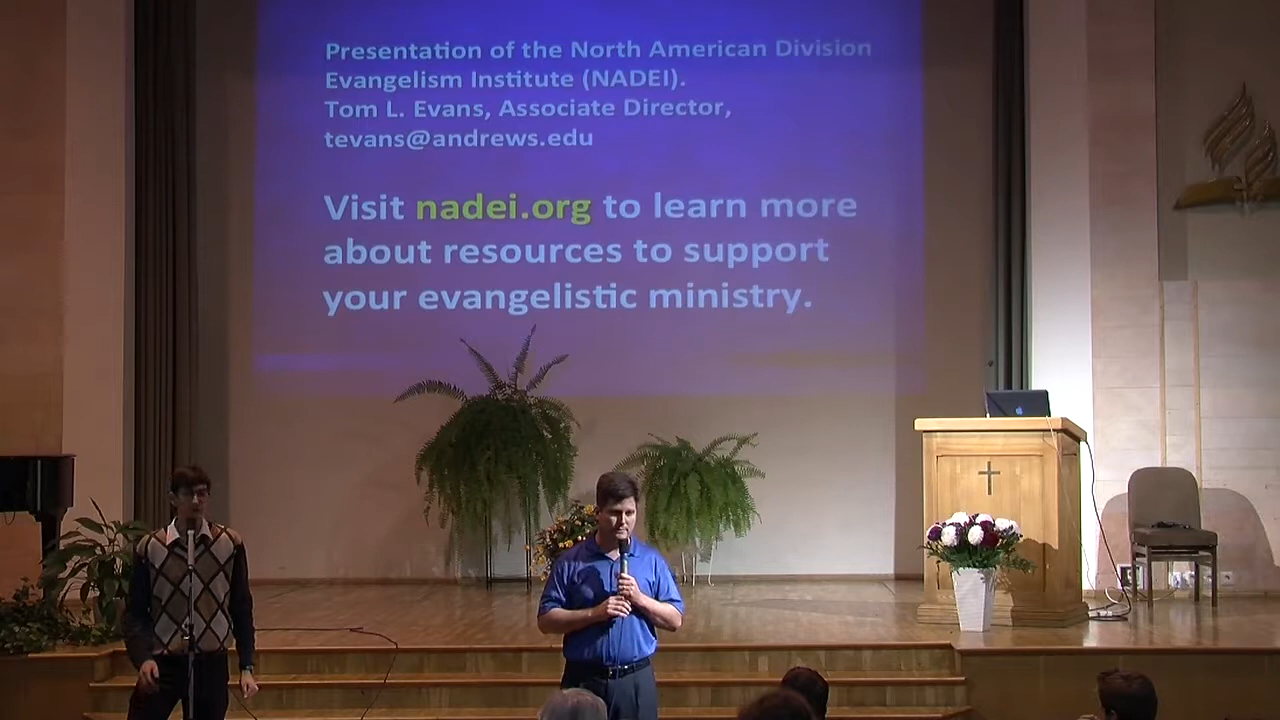 Presentation of the North American Division
Evangelism Institute (NADEI).
Tom L. Evans, Associate Director,
tevans@andrews.edu
Visit nadei.org to learn more
about resources to support
your evangelistic ministry.